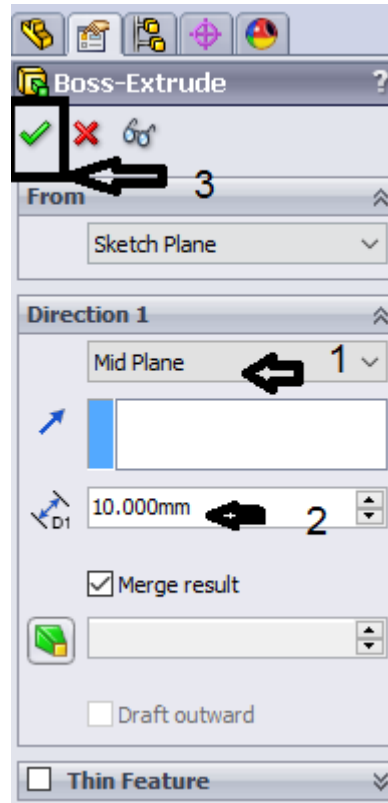 Boss-Extrude ?
3
From
Sketch Plane
Direction 1
Mid Plane 1
D1 10.000mm 2
Merge result
Draft outward
Thin Feature